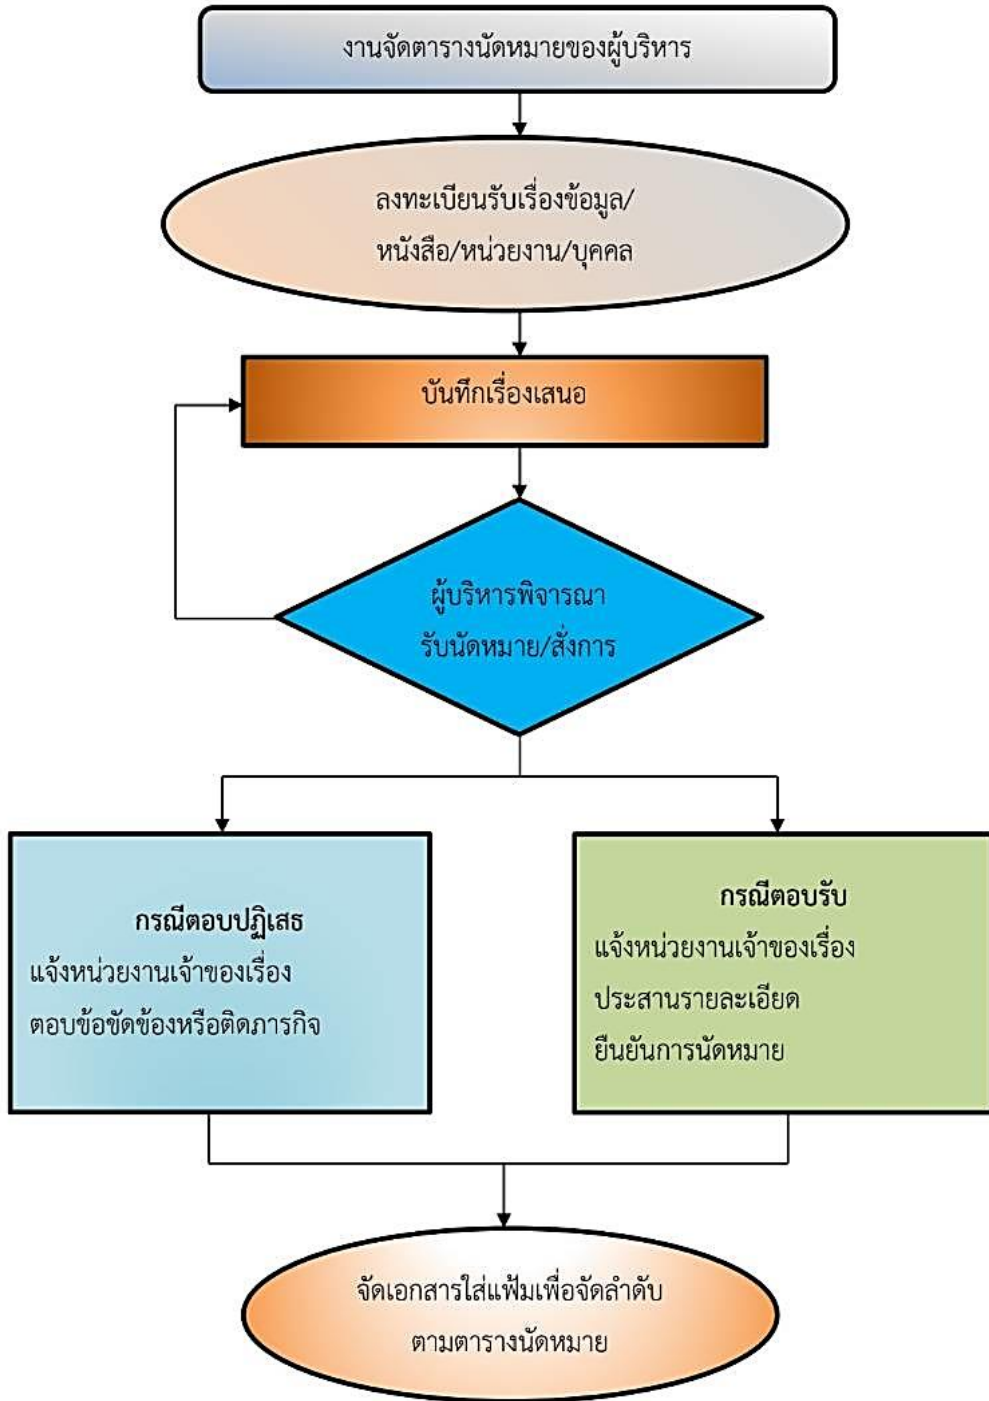 งานจัดตารางนัดหมายของผู้บริหาร
ลงทะเบียนรับเรื่องข้อมูล/
หนังสือ/หน่วยงาน/บุคคล
บันทึกเรื่องเสนอ
ผู้บริหารพิจารณา
รับนัดหมาย/สั่งการ
กรณีตอบปฏิเสธ
แจ้งหน่วยงานเจ้าของเรื่อง
ตอบข้อขัดข้องหรือติดภารกิจ
กรณีตอบรับ
แจ้งหน่วยงานเจ้าของเรื่อง
ประสานรายละเอียด
ยืนยันการนัดหมาย
จัดเอกสารใส่แฟ้มเพื่อจัดลำดับ
ตามตารางนัดหมาย